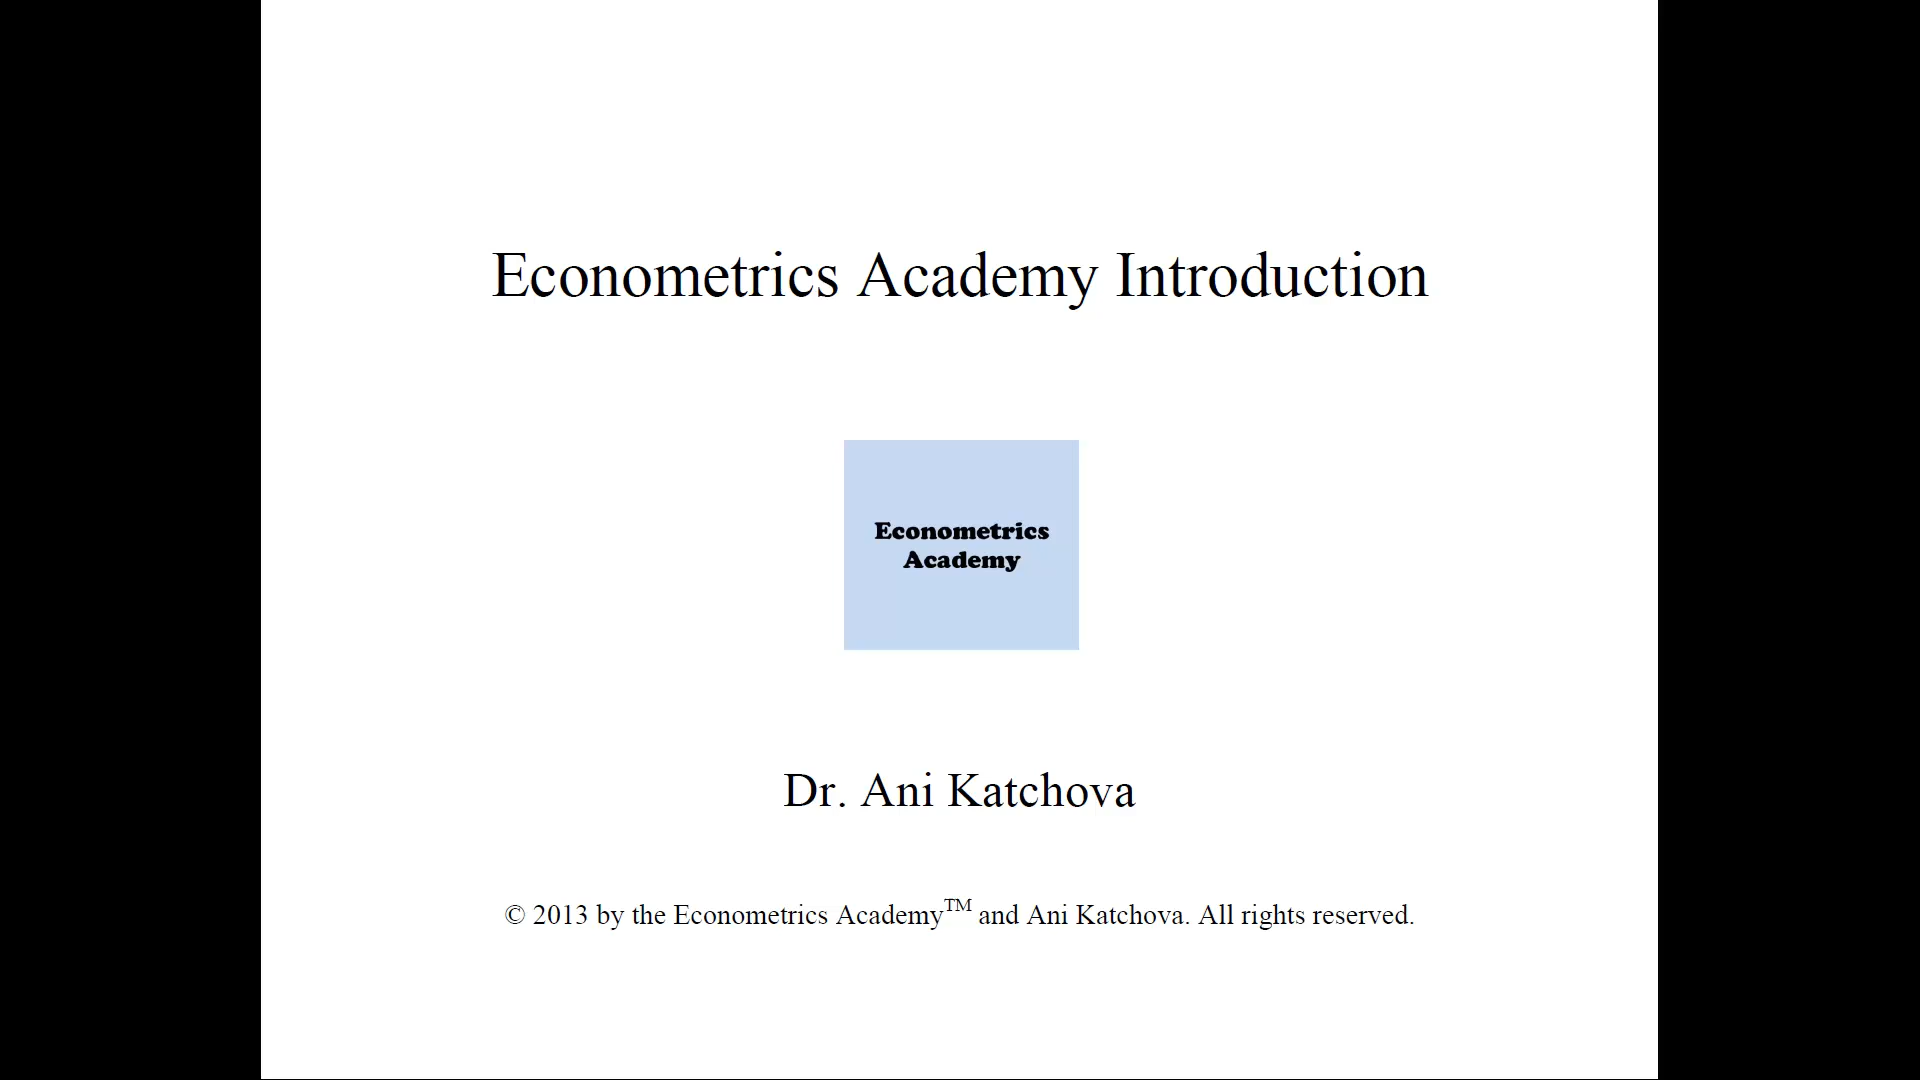 Econometrics Academy Introduction
Econometrics
Academy
Dr. Ani Katchova
© 2013 by the Econometrics Academy™ and Ani Katchova. All rights reserved.